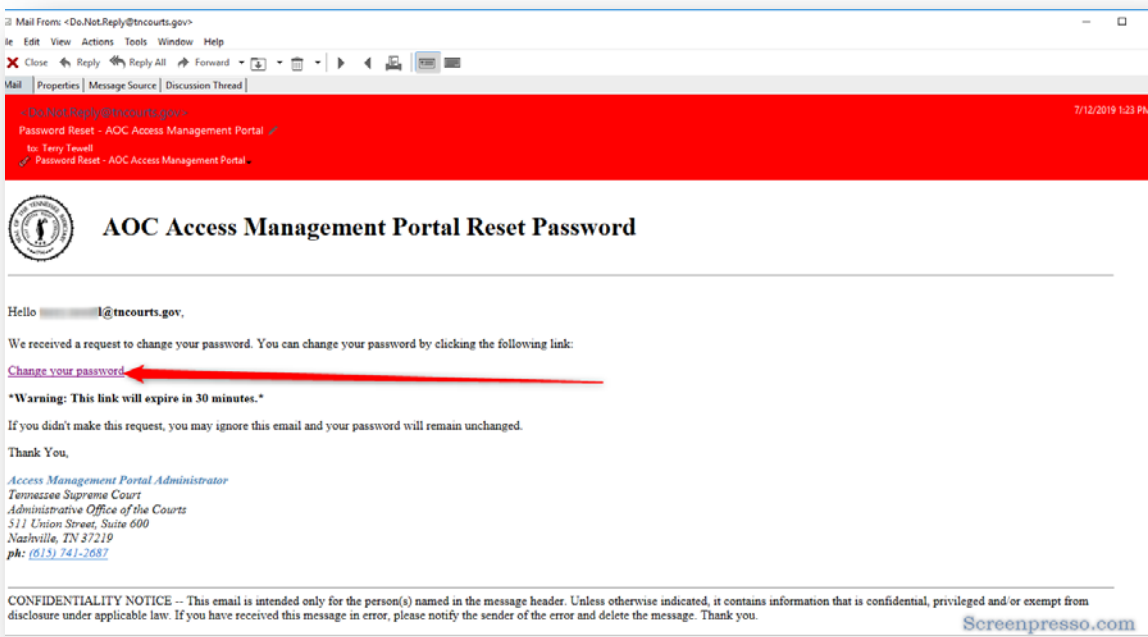 Mail From: <Do.Not.Reply@tncourts.gov>
le Edit View Actions Tools Window Help
Close Reply Reply All Forward
Mail Properties Message Source Discussion Thread
<Do.Not.Reply@tncourts.gov>
7/12/2019 1:23 PM
Password Reset - AOC Access Management Portal
to: Terry Tewell
Password Reset - AOC Access Management Portal
AOC Access Management Portal Reset Password
Hello l@tncourts.gov,
We received a request to change your password. You can change your password by clicking the following link:
Change your password
*Warning: This link will expire in 30 minutes.*
If you didn't make this request, you may ignore this email and your password will remain unchanged.
Thank You,
Access Management Portal Administrator
Tennessee Supreme Court
Administrative Office of the Courts
511 Union Street, Suite 600
Nashville, TN 37219
ph: (615) 741-2687
CONFIDENTIALITY NOTICE -- This email is intended only for the person(s) named in the message header. Unless otherwise indicated, it contains information that is confidential, privileged and/or exempt from
disclosure under applicable law. If you have received this message in error, please notify the sender of the error and delete the message. Thank you.
Screenpresso.com